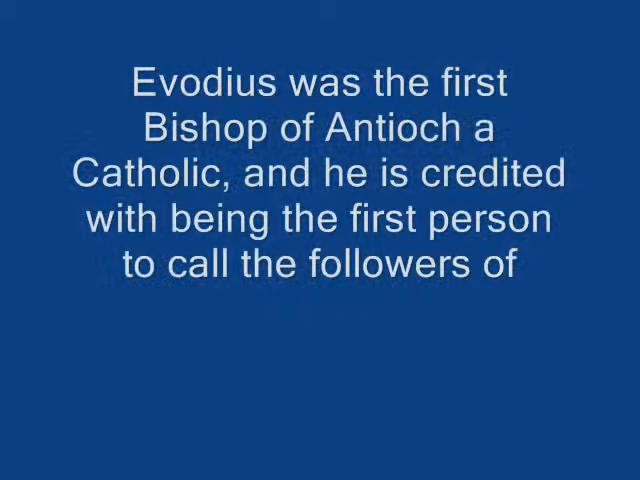 Evodius was the first
Bishop of Antioch a
Catholic, and he is credited
with being the first person
to call the followers of